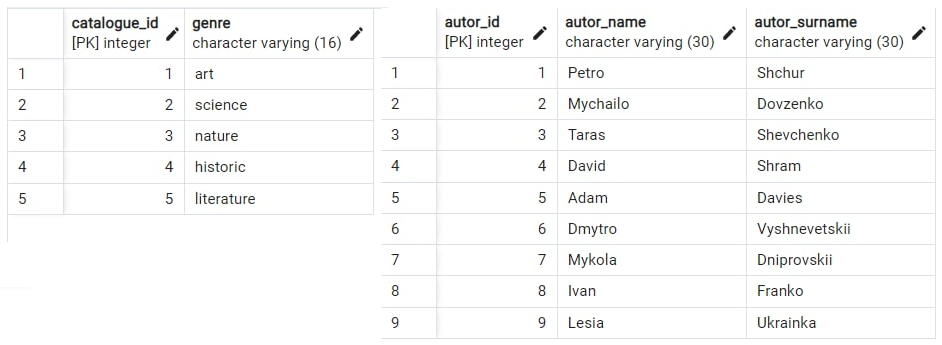 catalogue_id genre
[PK] integer character varying (16)
1 1 art
2 2 science
3 3 nature
4 4 historic
5 5 literature
autor_id autor_name autor_surname
[PK] integer character varying (30) character varying (30)
1 1 Petro Shchur
2 2 Mychailo Dovzenko
3 3 Taras Shevchenko
4 4 David Shram
5 5 Adam Davies
6 6 Dmytro Vyshnevetskii
7 7 Mykola Dniprovskii
8 8 Ivan Franko
9 9 Lesia Ukrainka